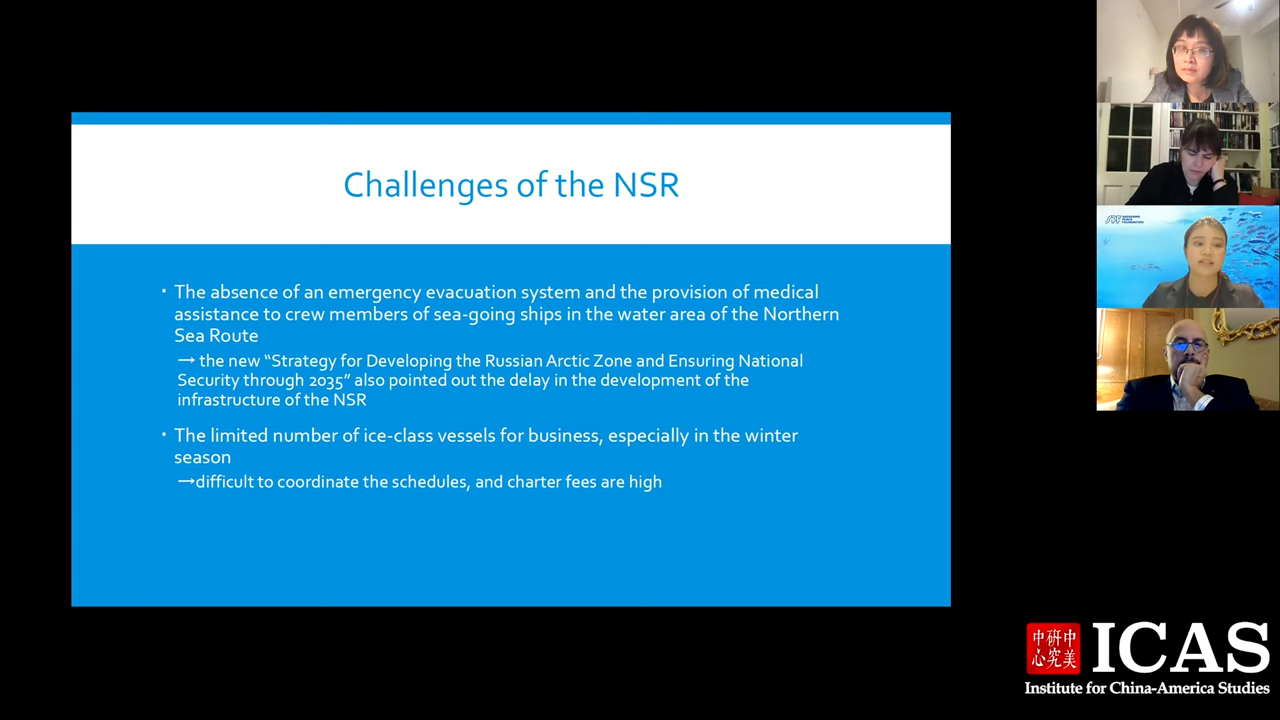 Challenges of the NSR
· The absence of an emergency evacuation system and the provision of medical
assistance to crew members of sea-going ships in the water area of the Northern
Sea Route
→ the new “Strategy for Developing the Russian Arctic Zone and Ensuring National
Security through 2035” also pointed out the delay in the development of the
infrastructure of the NSR
· The limited number of ice-class vessels for business, especially in the winter
season
→difficult to coordinate the schedules, and charter fees are high
SPF
SASAKAWA
PEACE
FOUNDATION
中研中
心究美
ICAS
Institute for China-America Studies